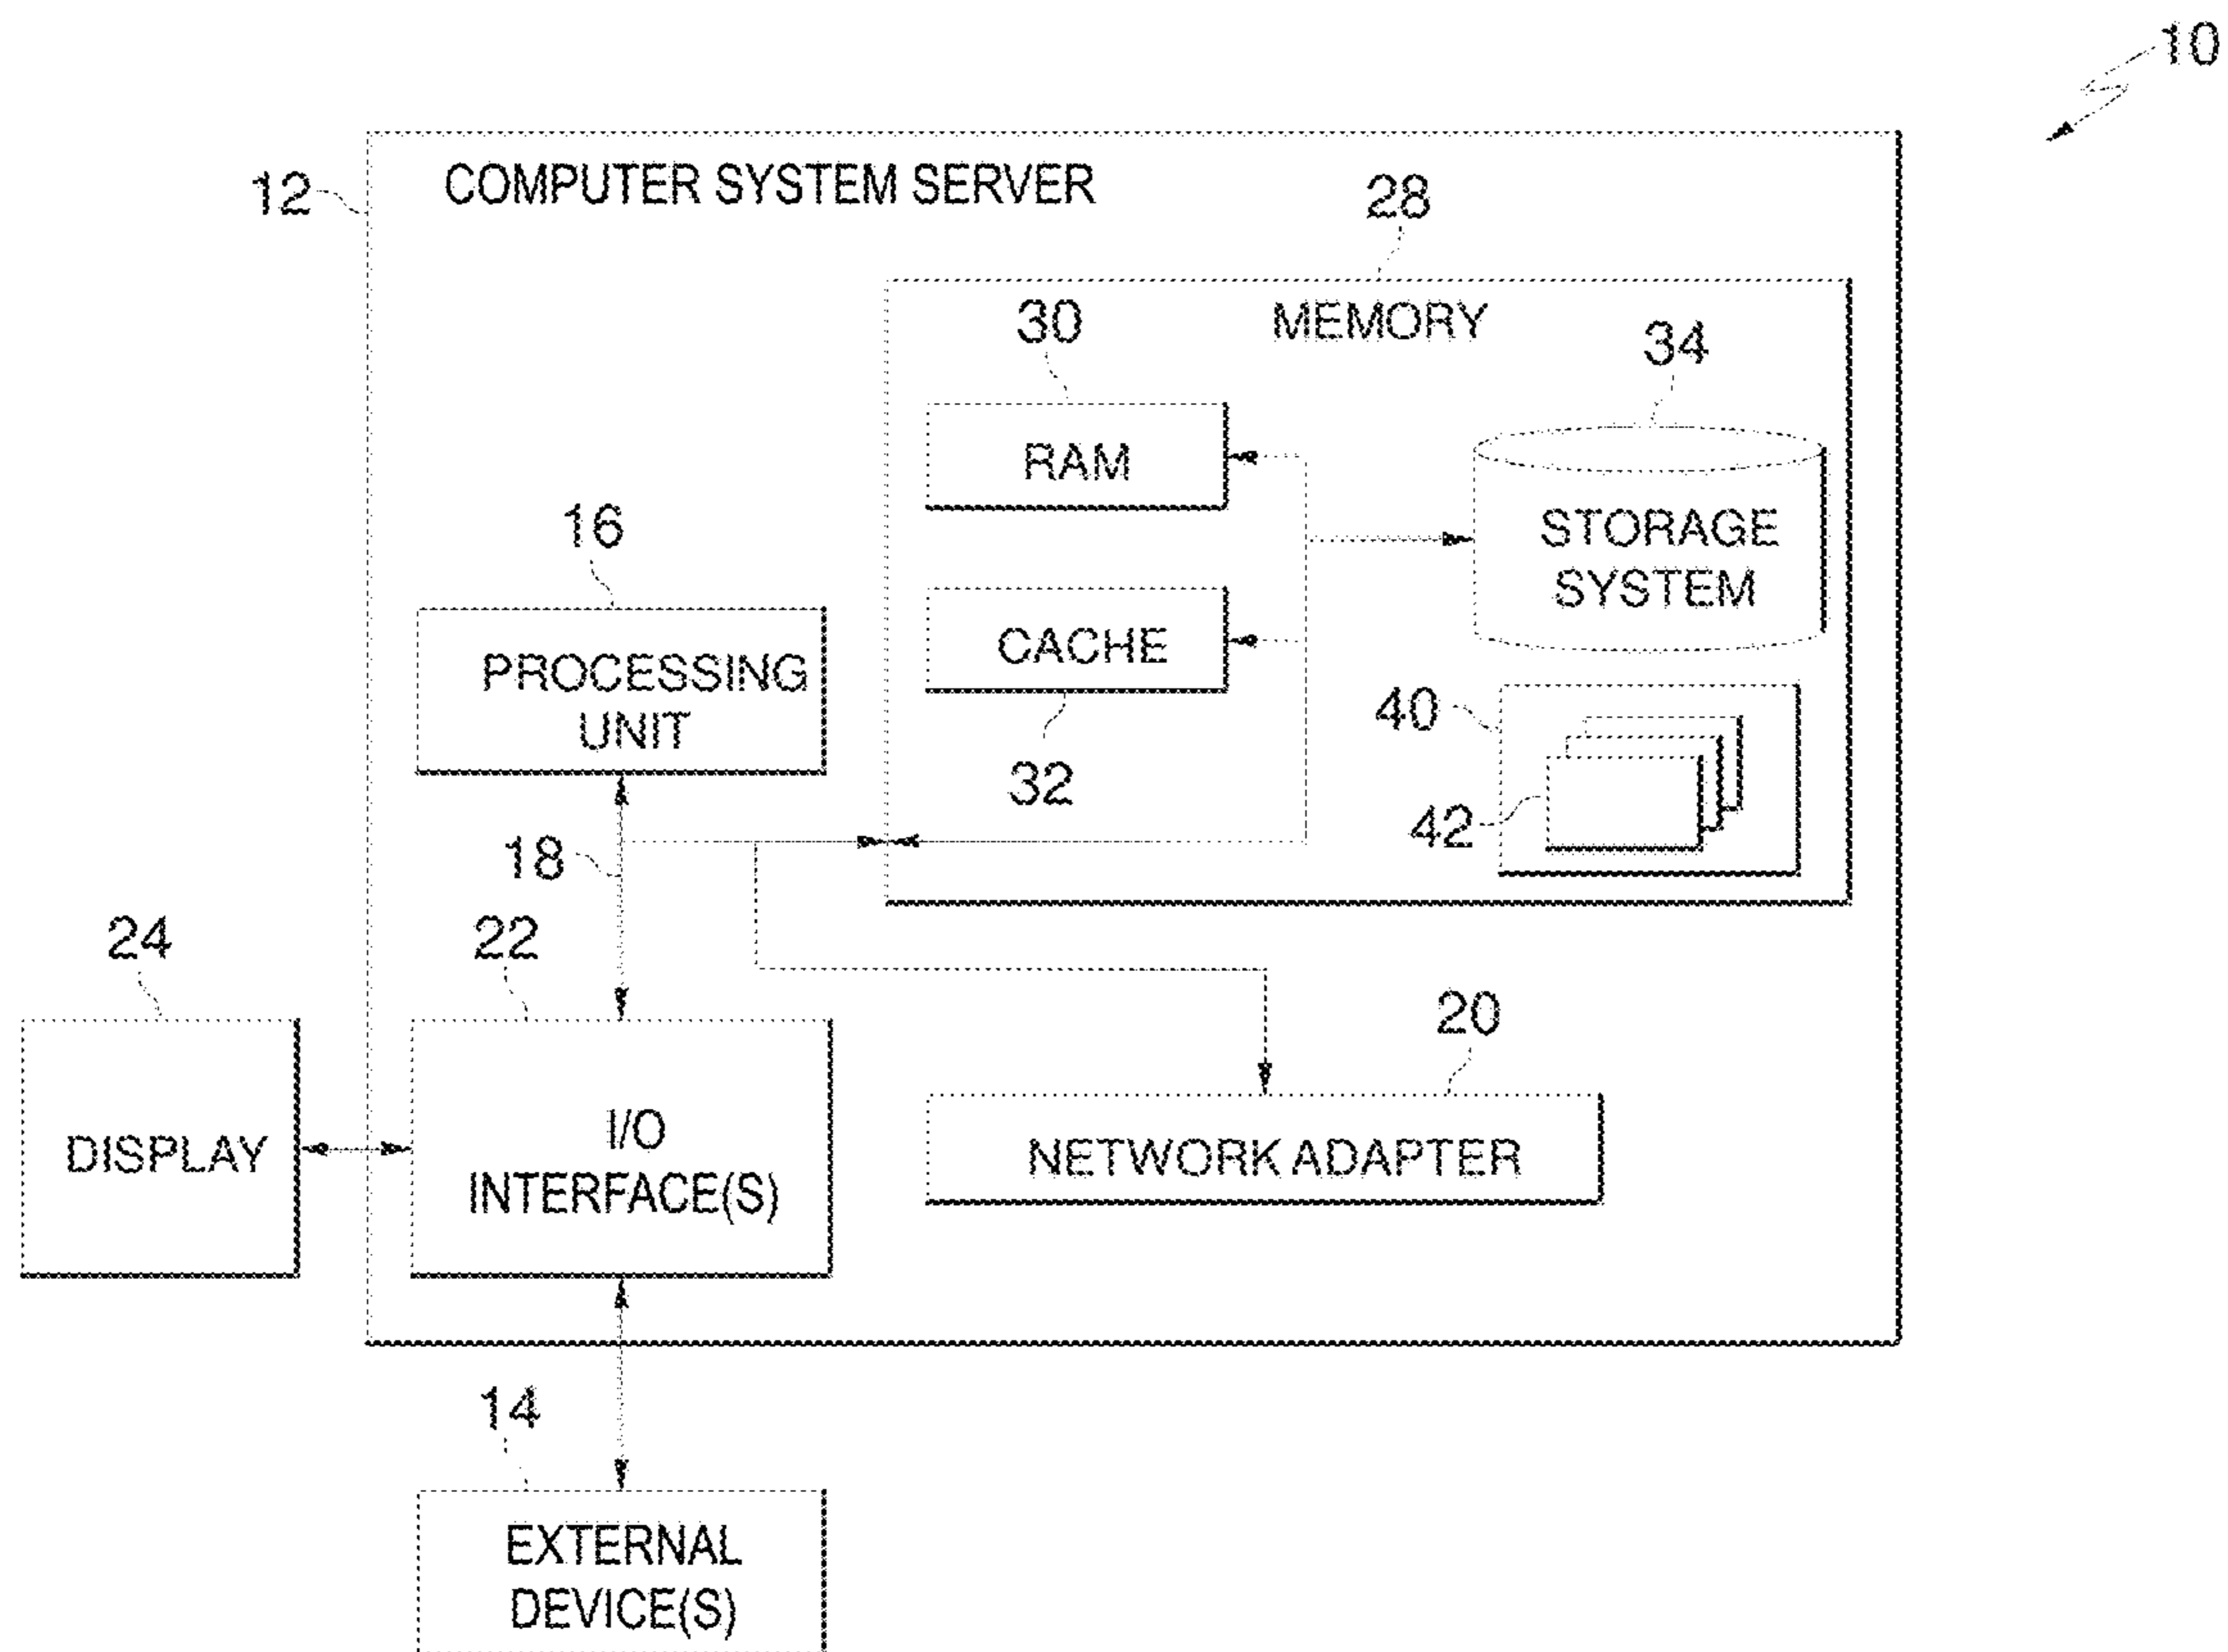 10
12
COMPUTER SYSTEM SERVER
28
MEMORY
30
34
RAM
STORAGE
SYSTEM
16
CACHE
PROCESSING
UNIT
40
32
42
18
24
22
20
DISPLAY
I/O
INTERFACE(S)
NETWORK ADAPTER
14
EXTERNAL
DEVICE(S)